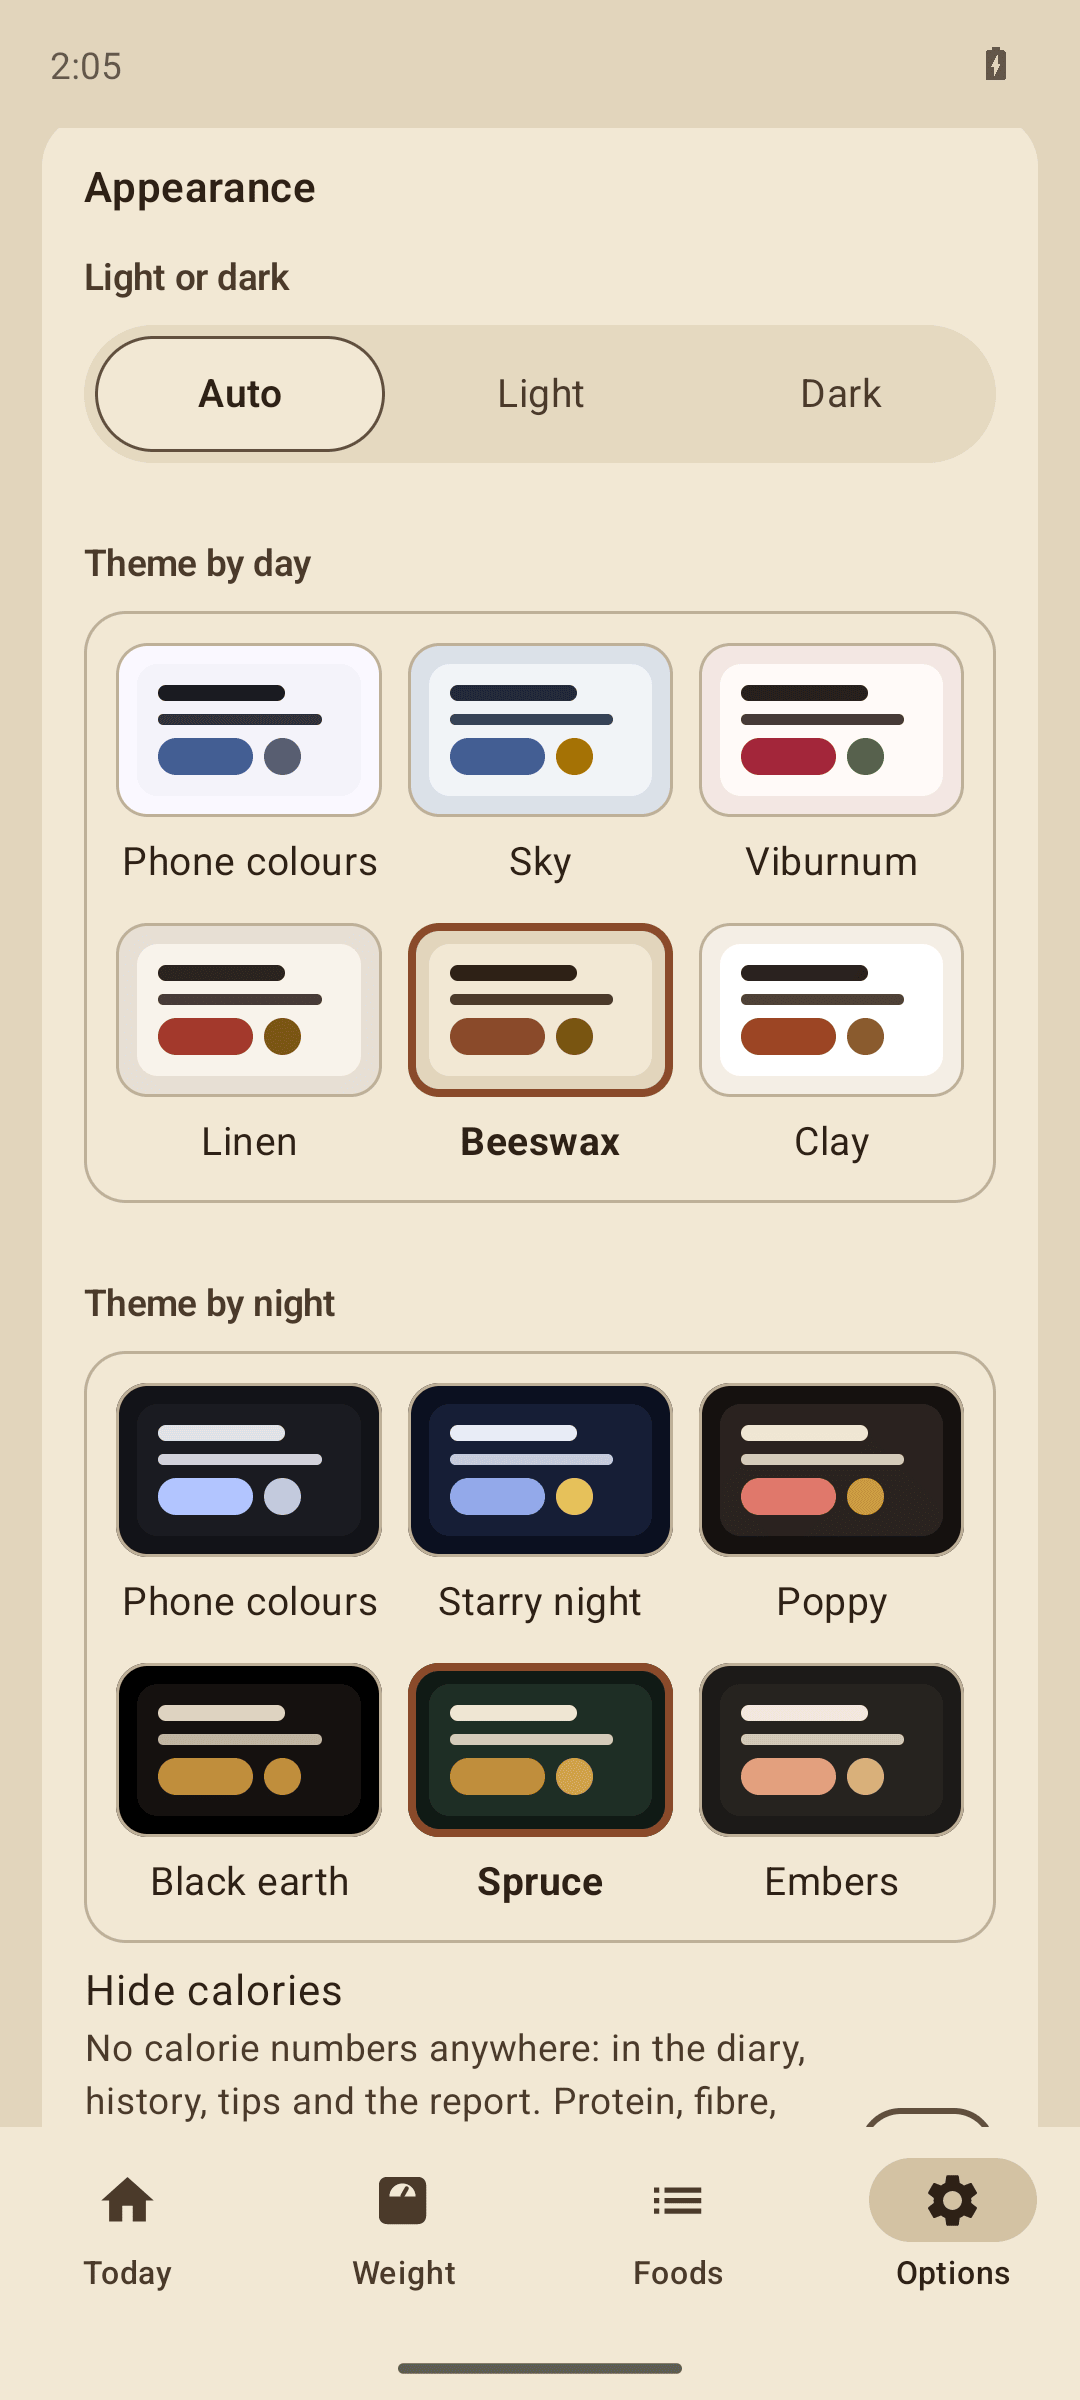 2:05
Appearance
Light or dark
Auto Light Dark
Theme by day
Phone colours Sky Viburnum
Linen Beeswax Clay
Theme by night
Phone colours Starry night Poppy
Black earth Spruce Embers
Hide calories
No calorie numbers anywhere: in the diary,
history, tips and the report. Protein, fibre,
Today Weight Foods Options